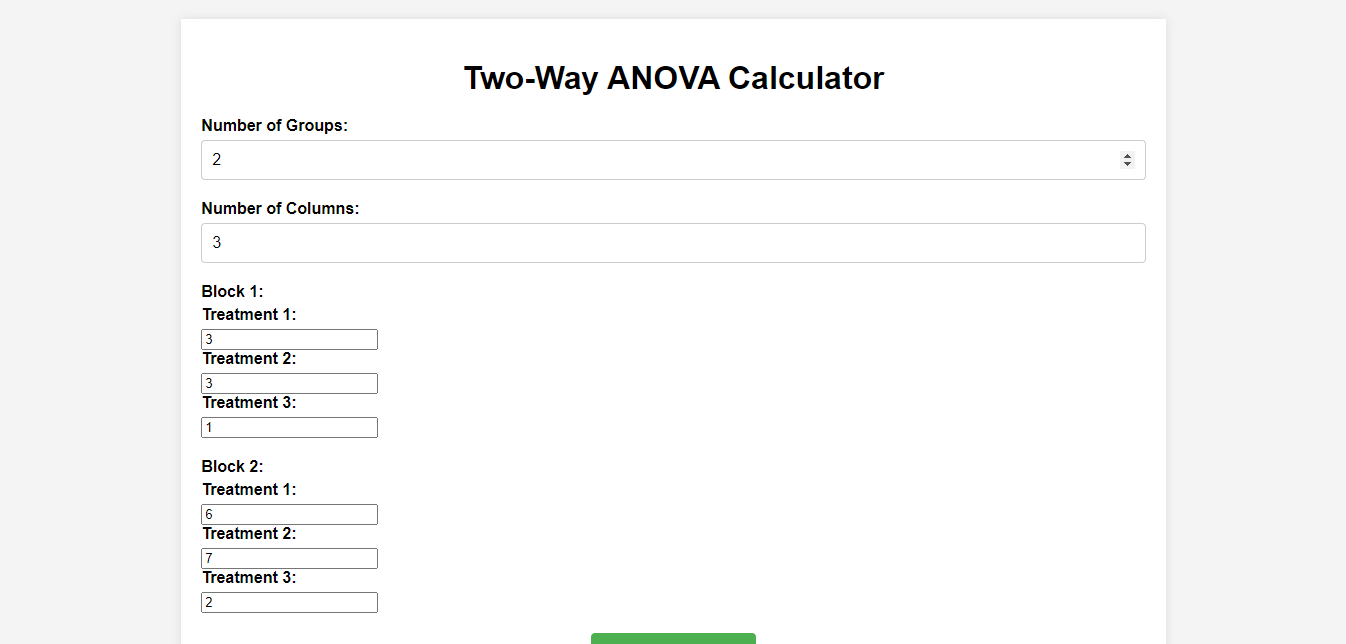 Two-Way ANOVA Calculator
Number of Groups:
2
Number of Columns:
3
Block 1:
Treatment 1:
3
Treatment 2:
3
Treatment 3:
1
Block 2:
Treatment 1:
6
Treatment 2:
7
Treatment 3:
2